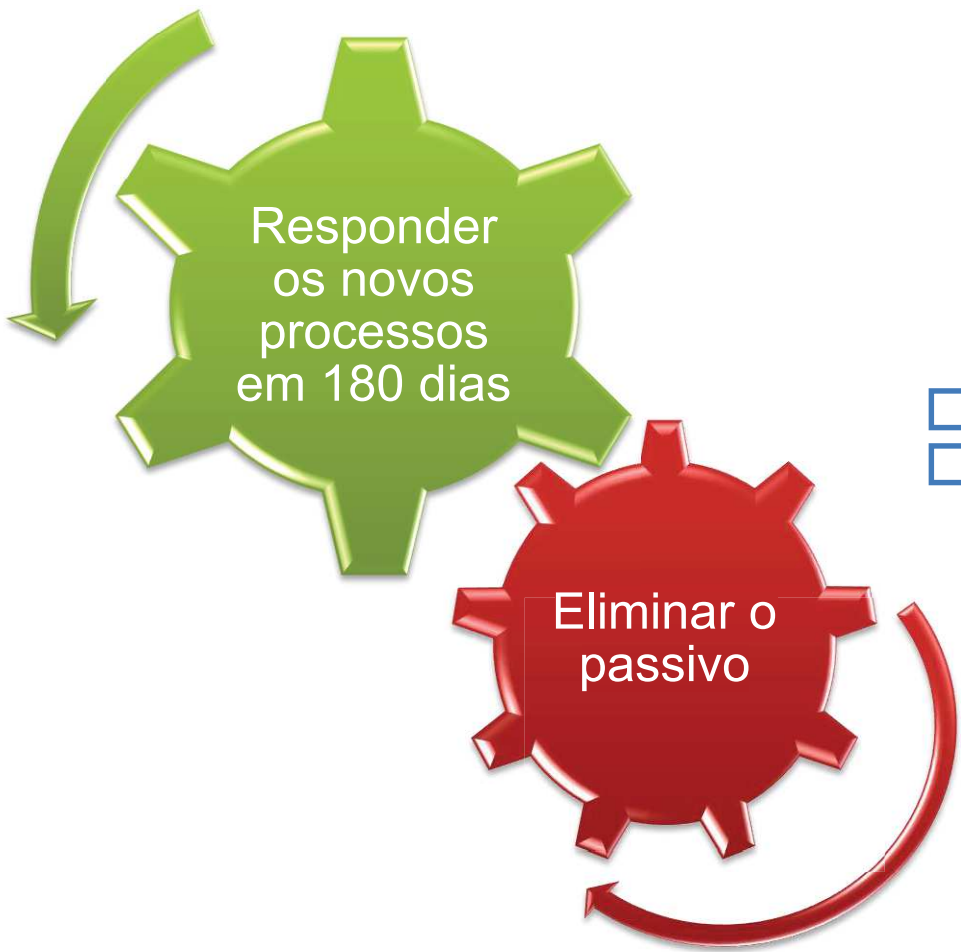 Responder
os novos
processos
em 180 dias
Eliminar o
passivo